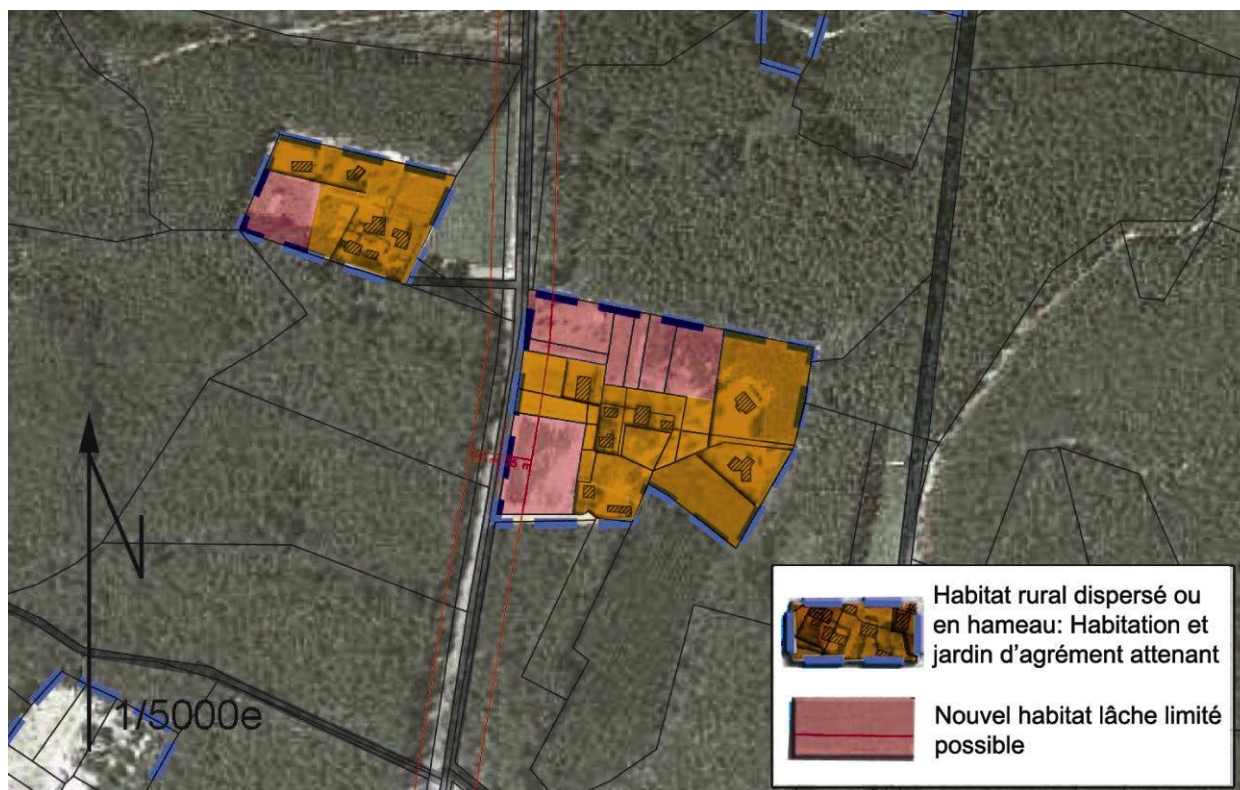 1/5000e
Habitat rural dispersé ou
en hameau: Habitation et
jardin d'agrément attenant
Nouvel habitat lâche limité
possible